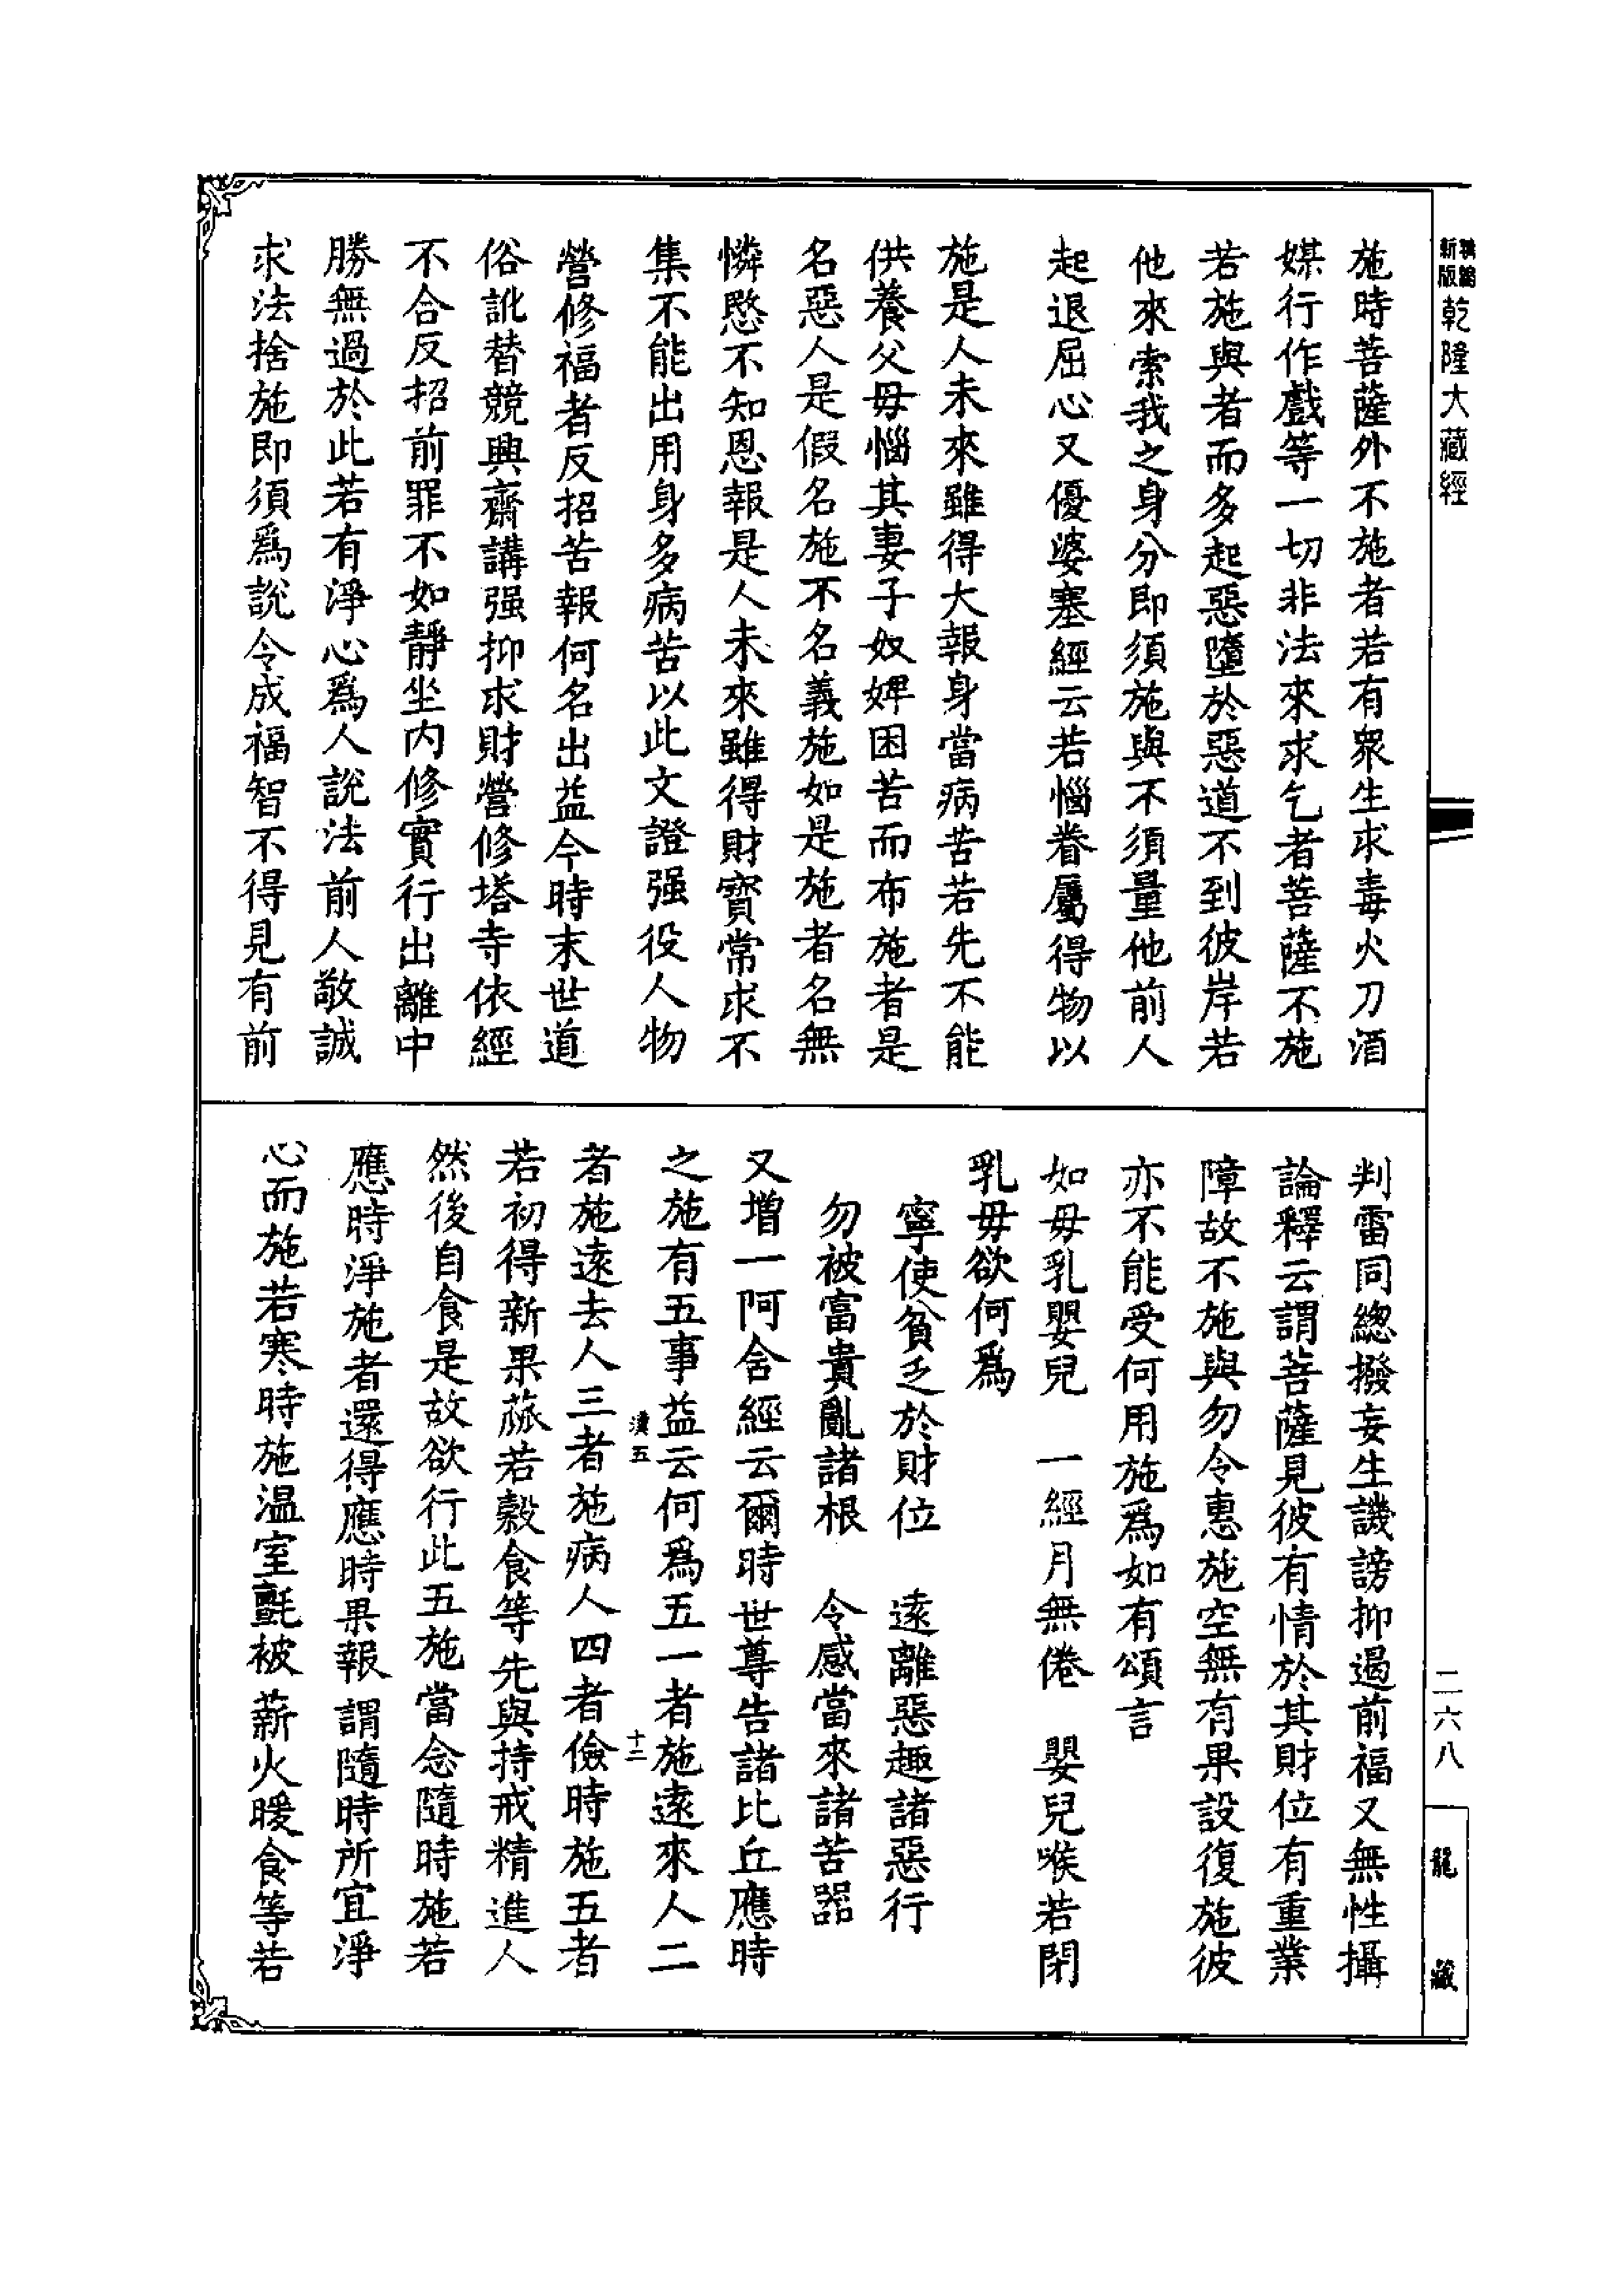 新版精縮乾隆大藏經
施時菩薩外不施者若有衆生求毒火刀酒
媒行作戲等一切非法來求乞者菩薩不施
若施與者而多起惡墮於惡道不到彼岸若
他來索我之身分即須施與不須量他前人
起退屈心又優婆塞經云若惱眷屬得物以
施是人未來雖得大報身當病苦若先不能
供養父母惱其妻子奴婢困苦而布施者是
名惡人是假名施不名義施如是施者名無
憐愍不知恩報是人未來雖得財寶常求不
集不能出用身多病苦以此文證强役人物
營修福者反招苦報何名出益今時末世道
俗訛替競興齋講强抑求財營修塔寺依經
不合反招前罪不如靜坐内修實行出離中
勝無過於此若有淨心爲人說法前人敬誠
求法捨施即須爲說令成福智不得見有前
判雷同總撥妄生譏謗抑遏前福又無性攝
論釋云謂菩薩見彼有情於其財位有重業
障故不施與勿令惠施空無有果設復施彼
亦不能受何用施爲如有頌言
如母乳嬰兒　一經月無倦　嬰兒喉若閉
乳母欲何爲
寧使貧乏於財位　遠離惡趣諸惡行
勿被富貴亂諸根　令感當來諸苦器
又增一阿含經云爾時世尊告諸比丘應時
之施有五事益云何爲五一者施遠來人二
漢五　十二
者施遠去人三者施病人四者儉時施五者
若初得新果蓏若穀食等先與持戒精進人
然後自食是故欲行此五施當念隨時施若
應時淨施者還得應時果報謂隨時所宜淨
心而施若寒時施温室氈被薪火暖食等若
二六八
龍藏